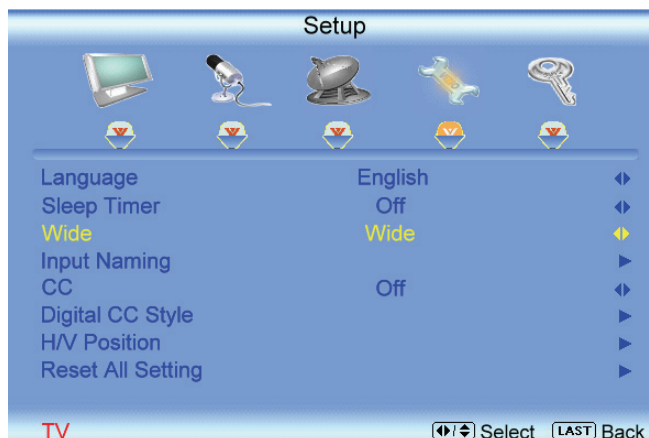 Setup
Language English
Sleep Timer Off
Wide Wide
Input Naming
CC Off
Digital CC Style
H/V Position
Reset All Setting
TV Select LAST Back